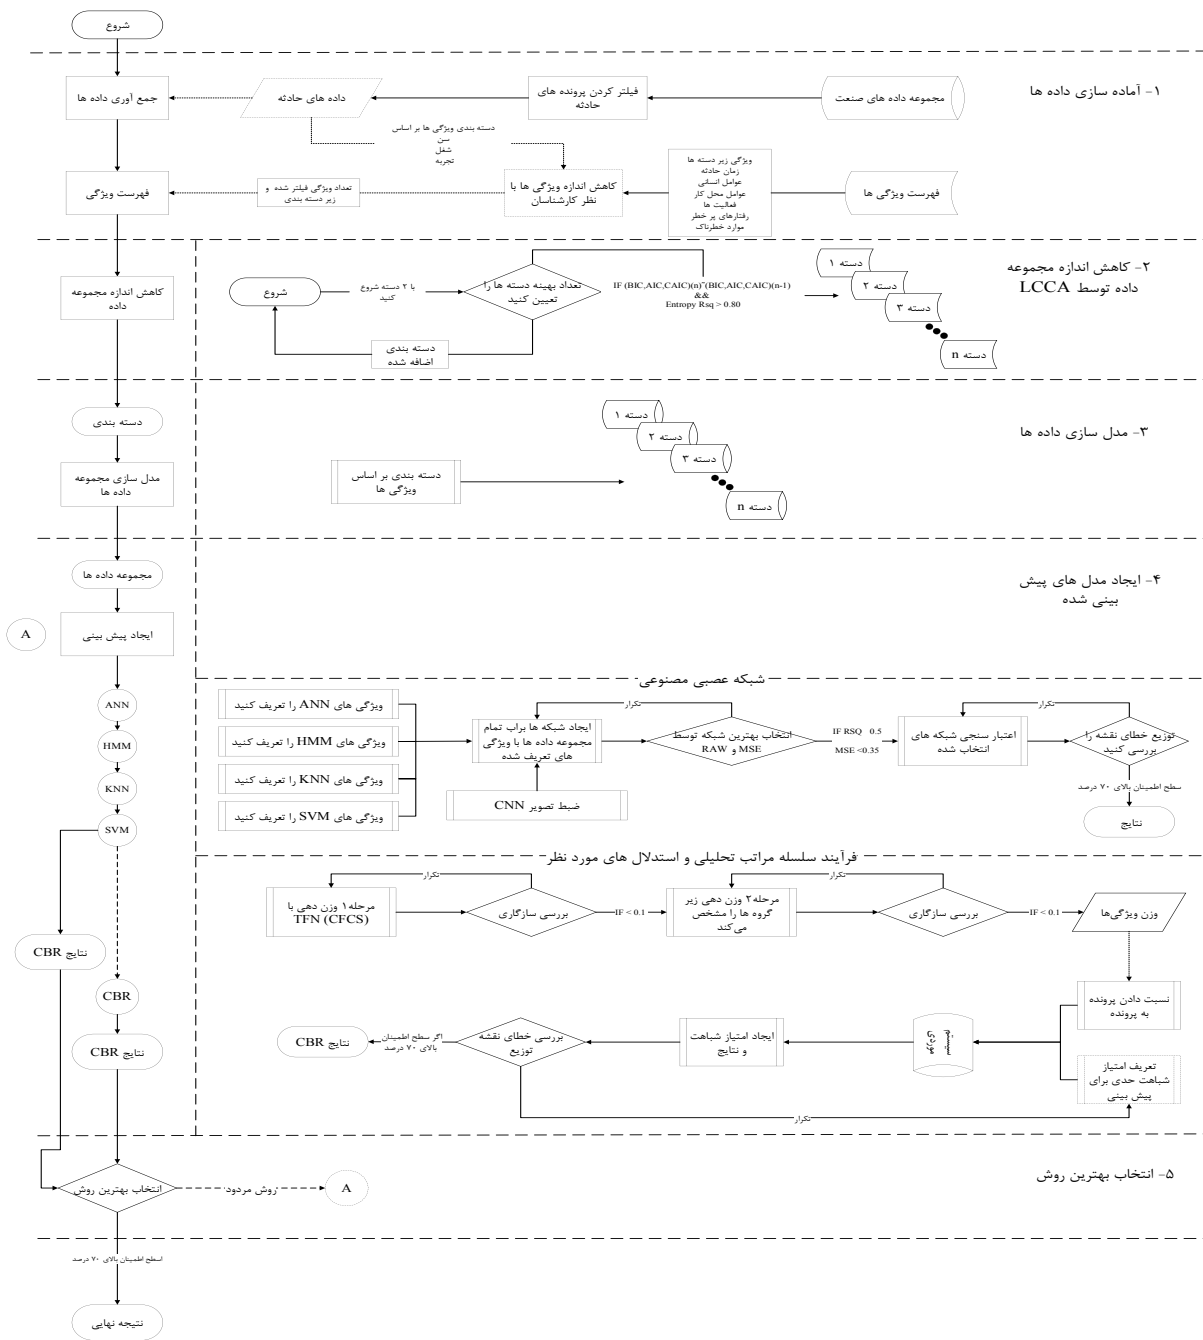 شروع
۱- آماده سازی داده ها
مجموعه داده های صنعت
فیلتر کردن پرونده های
حادثه
داده های حادثه
جمع آوری داده ها
دسته بندی ویژگی ها بر اساس
سن
شغل
تجربه
فهرست ویژگی ها
ویژگی زیر دسته ها
زمان حادثه
عوامل انسانی
عوامل محل کار
فعالیت ها
رفتارهای پر خطر
موارد خطرناک
کاهش اندازه ویژگی ها با
نظر کارشناسان
تعداد ویژگی فیلتر شده و
زیر دسته بندی
فهرست ویژگی
۲- کاهش اندازه مجموعه
داده توسط LCCA
کاهش اندازه مجموعه
داده
شروع
با ۲ دسته شروع
کنید
تعداد بهینه دسته ها را
تعیین کنید
IF (BIC,AIC,CAIC)(n)~(BIC,AIC,CAIC)(n-1)
&&
Entropy Rsq > 0.80
دسته بندی
اضافه شده
دسته ۱
دسته ۲
دسته ۳
دسته n
۳- مدل سازی داده ها
دسته بندی
مدل سازی مجموعه
داده ها
دسته بندی بر اساس
ویژگی ها
دسته ۱
دسته ۲
دسته ۳
دسته n
۴- ایجاد مدل های پیش
بینی شده
مجموعه داده ها
ایجاد پیش بینی
A
ANN
HMM
KNN
SVM
شبکه عصبی مصنوعی
ویژگی های ANN را تعریف کنید
ویژگی های HMM را تعریف کنید
ویژگی های KNN را تعریف کنید
ویژگی های SVM را تعریف کنید
تکرار
ایجاد شبکه ها براب تمام
مجموعه داده ها با ویژگی
های تعریف شده
ضبط تصویر CNN
انتخاب بهترین شبکه توسط
MSE و RAW
IF RSQ 0.5
MSE <0.35
تکرار
اعتبار سنجی شبکه های
انتخاب شده
توزیع خطای نقشه را
بررسی کنید
سطح اطمینان بالای ۷۰ درصد
نتایج
فرآیند سلسله مراتب تحلیلی و استدلال های مورد نظر
تکرار
مرحله۱ وزن دهی با
TFN (CFCS)
بررسی سازگاری
IF < 0.1
تکرار
مرحله۲ وزن دهی زیر
گروه ها را مشخص
می‌کند
بررسی سازگاری
IF < 0.1
وزن ویژگی‌ها
نسبت دادن پرونده
به پرونده
تعریف امتیاز
شباهت حدی برای
پیش بینی
سیستم
موردی
ایجاد امتیاز شباهت
و نتایج
بررسی خطای نقشه
توزیع
اگر سطح اطمینان
بالای ۷۰ درصد
نتایج CBR
تکرار
نتایج CBR
CBR
نتایج CBR
۵- انتخاب بهترین روش
انتخاب بهترین روش
روش مردود
A
اسطح اطمینان بالای ۷۰ درصد
نتیجه نهایی